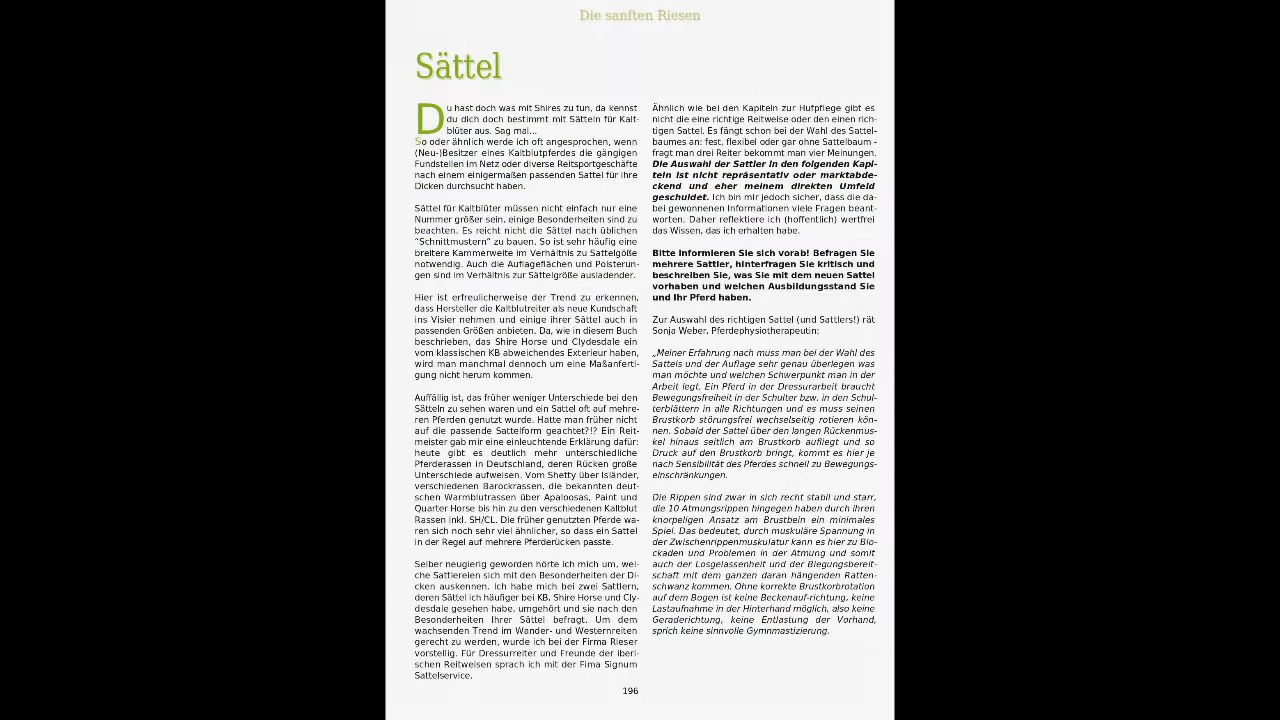 Die sanften Riesen
Sättel
Du hast doch was mit Shires zu tun, da kennst
du dich doch bestimmt mit Sätteln für Kalt-
blüter aus. Sag mal...
So oder ähnlich werde ich oft angesprochen, wenn
(Neu-)Besitzer eines Kaltblutpferdes die gängigen
Fundstellen im Netz oder diverse Reitsportgeschäfte
nach einem einigermaßen passenden Sattel für ihre
Dicken durchsucht haben.
Sättel für Kaltblüter müssen nicht einfach nur eine
Nummer größer sein, einige Besonderheiten sind zu
beachten. Es reicht nicht die Sättel nach üblichen
“Schnittmustern” zu bauen. So ist sehr häufig eine
breitere Kammerweite im Verhältnis zu Sattelgöße
notwendig. Auch die Auflageflächen und Polsterun-
gen sind im Verhältnis zur Sättelgröße ausladender.
Hier ist erfreulicherweise der Trend zu erkennen,
dass Hersteller die Kaltblutreiter als neue Kundschaft
ins Visier nehmen und einige ihrer Sättel auch in
passenden Größen anbieten. Da, wie in diesem Buch
beschrieben, das Shire Horse und Clydesdale ein
vom klassischen KB abweichendes Exterieur haben,
wird man manchmal dennoch um eine Maßanferti-
gung nicht herum kommen.
Auffällig ist, das früher weniger Unterschiede bei den
Sätteln zu sehen waren und ein Sattel oft auf mehre-
ren Pferden genutzt wurde. Hatte man früher nicht
auf die passende Sattelform geachtet?!? Ein Reit-
meister gab mir eine einleuchtende Erklärung dafür:
heute gibt es deutlich mehr unterschiedliche
Pferderassen in Deutschland, deren Rücken große
Unterschiede aufweisen. Vom Shetty über Isländer,
verschiedenen Barockrassen, die bekannten deut-
schen Warmblutrassen über Apaloosas, Paint und
Quarter Horse bis hin zu den verschiedenen Kaltblut
Rassen inkl. SH/CL. Die früher genutzten Pferde wa-
ren sich noch sehr viel ähnlicher, so dass ein Sattel
in der Regel auf mehrere Pferderücken passte.
Selber neugierig geworden hörte ich mich um, wel-
che Sattlereien sich mit den Besonderheiten der Di-
cken auskennen. Ich habe mich bei zwei Sattlern,
deren Sättel ich häufiger bei KB, Shire Horse und Cly-
desdale gesehen habe, umgehört und sie nach den
Besonderheiten Ihrer Sättel befragt. Um dem
wachsenden Trend im Wander- und Westernreiten
gerecht zu werden, wurde ich bei der Firma Rieser
vorstellig. Für Dressurreiter und Freunde der iberi-
schen Reitweisen sprach ich mit der Fima Signum
Sattelservice.
Ähnlich wie bei den Kapiteln zur Hufpflege gibt es
nicht die eine richtige Reitweise oder den einen rich-
tigen Sattel. Es fängt schon bei der Wahl des Sattel-
baumes an: fest, flexibel oder gar ohne Sattelbaum -
fragt man drei Reiter bekommt man vier Meinungen.
Die Auswahl der Sattler in den folgenden Kapi-
teln ist nicht repräsentativ oder marktabde-
ckend und eher meinem direkten Umfeld
geschuldet. Ich bin mir jedoch sicher, dass die da-
bei gewonnenen Informationen viele Fragen beant-
worten. Daher reflektiere ich (hoffentlich) wertfrei
das Wissen, das ich erhalten habe.
Bitte informieren Sie sich vorab! Befragen Sie
mehrere Sattler, hinterfragen Sie kritisch und
beschreiben Sie, was Sie mit dem neuen Sattel
vorhaben und welchen Ausbildungsstand Sie
und Ihr Pferd haben.
Zur Auswahl des richtigen Sattel (und Sattlers!) rät
Sonja Weber, Pferdephysiotherapeutin:
„Meiner Erfahrung nach muss man bei der Wahl des
Sattels und der Auflage sehr genau überlegen was
man möchte und welchen Schwerpunkt man in der
Arbeit legt. Ein Pferd in der Dressurarbeit braucht
Bewegungsfreiheit in der Schulter bzw. in den Schul-
terblättern in alle Richtungen und es muss seinen
Brustkorb störungsfrei wechselseitig rotieren kön-
nen. Sobald der Sattel über den langen Rückenmus-
kel hinaus seitlich am Brustkorb aufliegt und so
Druck auf den Brustkorb bringt, kommt es hier je
nach Sensibilität des Pferdes schnell zu Bewegungs-
einschränkungen.
Die Rippen sind zwar in sich recht stabil und starr,
die 10 Atmungsrippen hingegen haben durch ihren
knorpeligen Ansatz am Brustbein ein minimales
Spiel. Das bedeutet, durch muskuläre Spannung in
der Zwischenrippenmuskulatur kann es hier zu Blo-
ckaden und Problemen in der Atmung und somit
auch der Losgelassenheit und der Biegungsbereit-
schaft mit dem ganzen daran hängenden Ratten-
schwanz kommen. Ohne korrekte Brustkorbrotation
auf dem Bogen ist keine Beckenauf-richtung, keine
Lastaufnahme in der Hinterhand möglich, also keine
Geraderichtung, keine Entlastung der Vorhand,
sprich keine sinnvolle Gymnmastizierung.
196